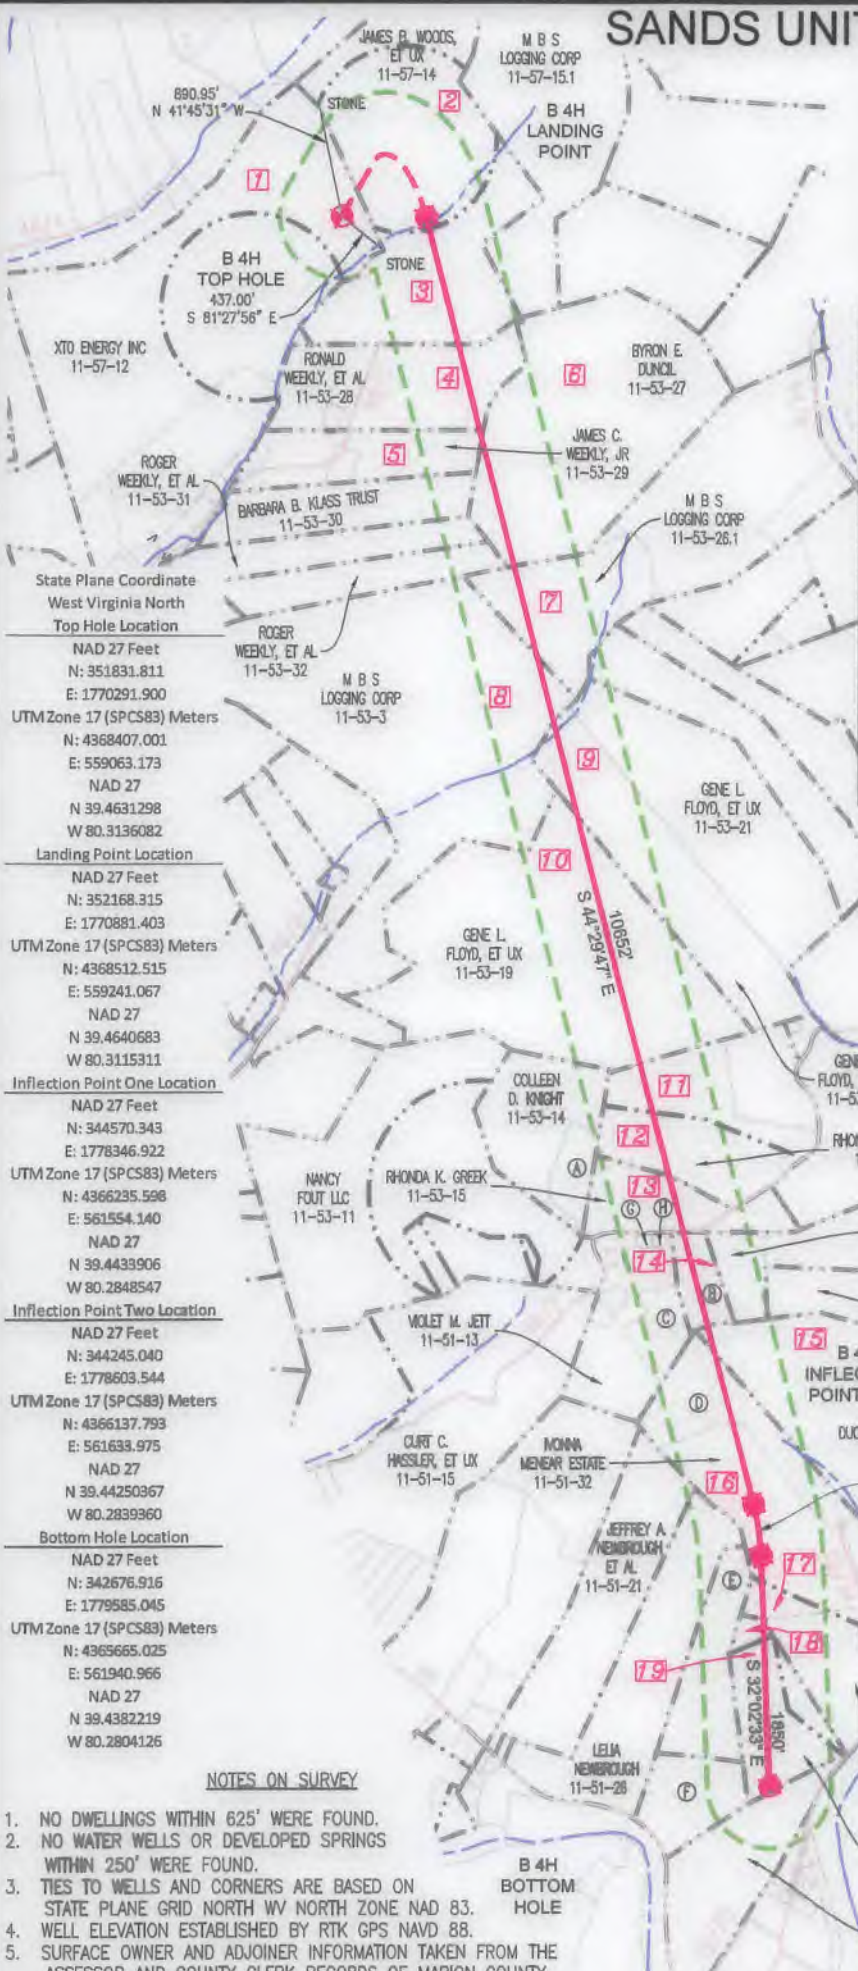 SANDS UNIT
JAMES B. WOODS,
ET UX
11-57-14
M B S
LOGGING CORP
11-57-15.1
890.95'
N 41°45'31" W
STONE
2
B 4H
LANDING
POINT
1
B 4H
TOP HOLE
437.00'
S 81°27'56" E
STONE
3
XTO ENERGY INC
11-57-12
RONALD
WEEKLY, ET AL
11-53-28
4
6
BYRON E.
DUNCIL
11-53-27
5
JAMES C.
WEEKLY, JR
11-53-29
ROGER
WEEKLY, ET AL
11-53-31
BARBARA B. KLASS TRUST
11-53-30
M B S
LOGGING CORP
11-53-26.1
7
ROGER
WEEKLY, ET AL
11-53-32
M B S
LOGGING CORP
11-53-3
8
9
GENE L.
FLOYD, ET UX
11-53-21
10
10652'
S 44°29'47" E
GENE L.
FLOYD, ET UX
11-53-19
COLLEEN
D. KNIGHT
11-53-14
11
FLOYD,
12
A
13
NANCY
FOUT LLC
11-53-11
RHONDA K. GREEK
11-53-15
G H
14
B
C
VIOLET M. JETT
11-51-13
15
B 4
D
CURT C.
HASSLER, ET UX
11-51-15
IVONNA
MENEAR ESTATE
11-51-32
16
JEFFREY A.
NEWBROUGH
ET AL
11-51-21
17
E
18
19
1850'
S 32°02'33" E
LELIA
NEWBROUGH
11-51-26
F
B 4H
BOTTOM
HOLE
State Plane Coordinate
West Virginia North
Top Hole Location
NAD 27 Feet
N: 351831.811
E: 1770291.900
UTM Zone 17 (SPCS83) Meters
N: 4368407.001
E: 559063.173
NAD 27
N 39.4631298
W 80.3136082
Landing Point Location
NAD 27 Feet
N: 352168.315
E: 1770881.403
UTM Zone 17 (SPCS83) Meters
N: 4368512.515
E: 559241.067
NAD 27
N 39.4640683
W 80.3115311
Inflection Point One Location
NAD 27 Feet
N: 344570.343
E: 1778346.922
UTM Zone 17 (SPCS83) Meters
N: 4366235.598
E: 561554.140
NAD 27
N 39.4433906
W 80.2848547
Inflection Point Two Location
NAD 27 Feet
N: 344245.040
E: 1778603.544
UTM Zone 17 (SPCS83) Meters
N: 4366137.793
E: 561633.975
NAD 27
N 39.44250367
W 80.2839360
Bottom Hole Location
NAD 27 Feet
N: 342676.916
E: 1779585.045
UTM Zone 17 (SPCS83) Meters
N: 4365665.025
E: 561940.966
NAD 27
N 39.4382219
W 80.2804126
NOTES ON SURVEY
1. NO DWELLINGS WITHIN 625' WERE FOUND.
2. NO WATER WELLS OR DEVELOPED SPRINGS
WITHIN 250' WERE FOUND.
3. TIES TO WELLS AND CORNERS ARE BASED ON
STATE PLANE GRID NORTH WV NORTH ZONE NAD 83.
4. WELL ELEVATION ESTABLISHED BY RTK GPS NAVD 88.
5. SURFACE OWNER AND ADJOINER INFORMATION TAKEN FROM THE
ASSESSOR AND COUNTY CLERK RECORDS OF MARION COUNTY